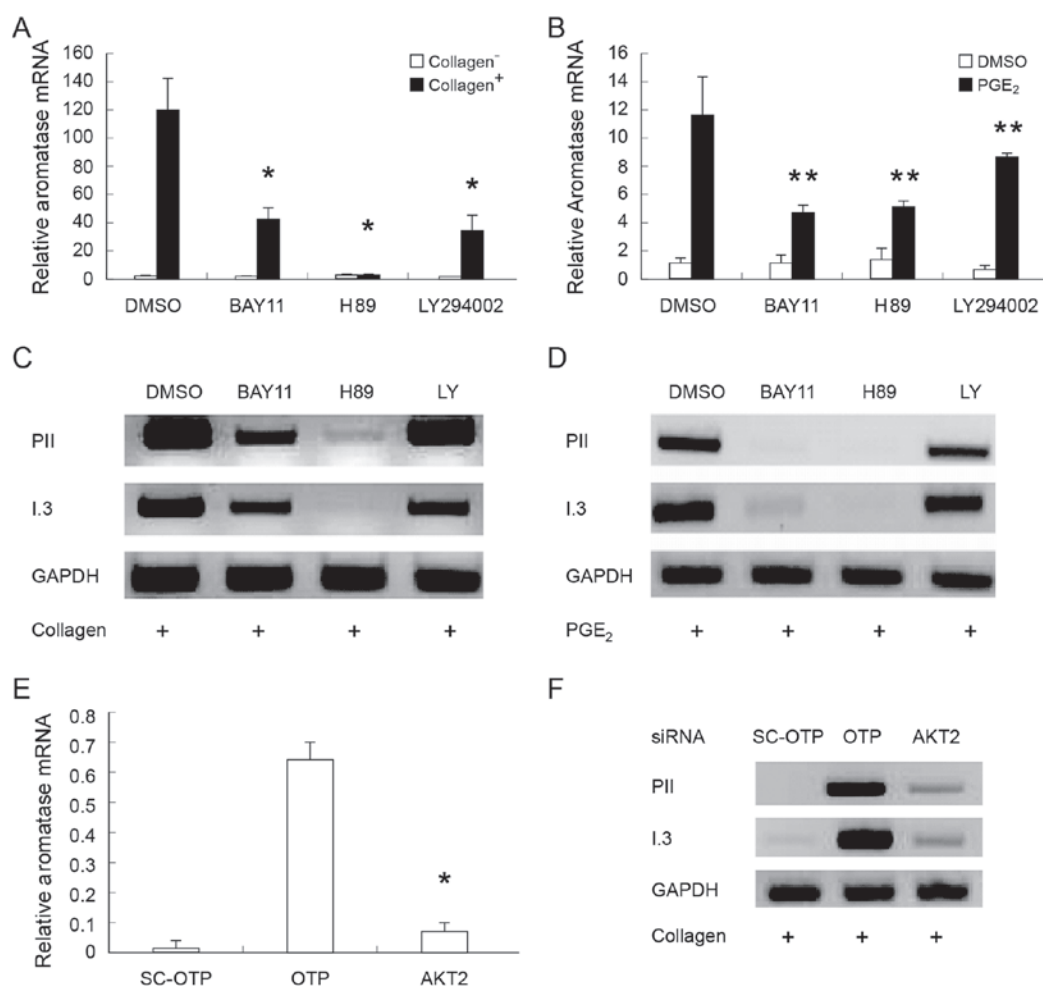 A
Relative aromatase mRNA
160
140
120
100
80
60
40
20
0
Collagen⁻
Collagen⁺
*
*
*
DMSO BAY11 H89 LY294002
B
Relative Aromatase mRNA
16
14
12
10
8
6
4
2
0
DMSO
PGE₂
**
**
**
DMSO BAY11 H89 LY294002
C
DMSO BAY11 H89 LY
PII
I.3
GAPDH
Collagen + + + +
D
DMSO BAY11 H89 LY
PII
I.3
GAPDH
PGE₂ + + + +
E
Relative aromatase mRNA
0.8
0.7
0.6
0.5
0.4
0.3
0.2
0.1
0
*
SC-OTP OTP AKT2
F
siRNA SC-OTP OTP AKT2
PII
I.3
GAPDH
Collagen + + +